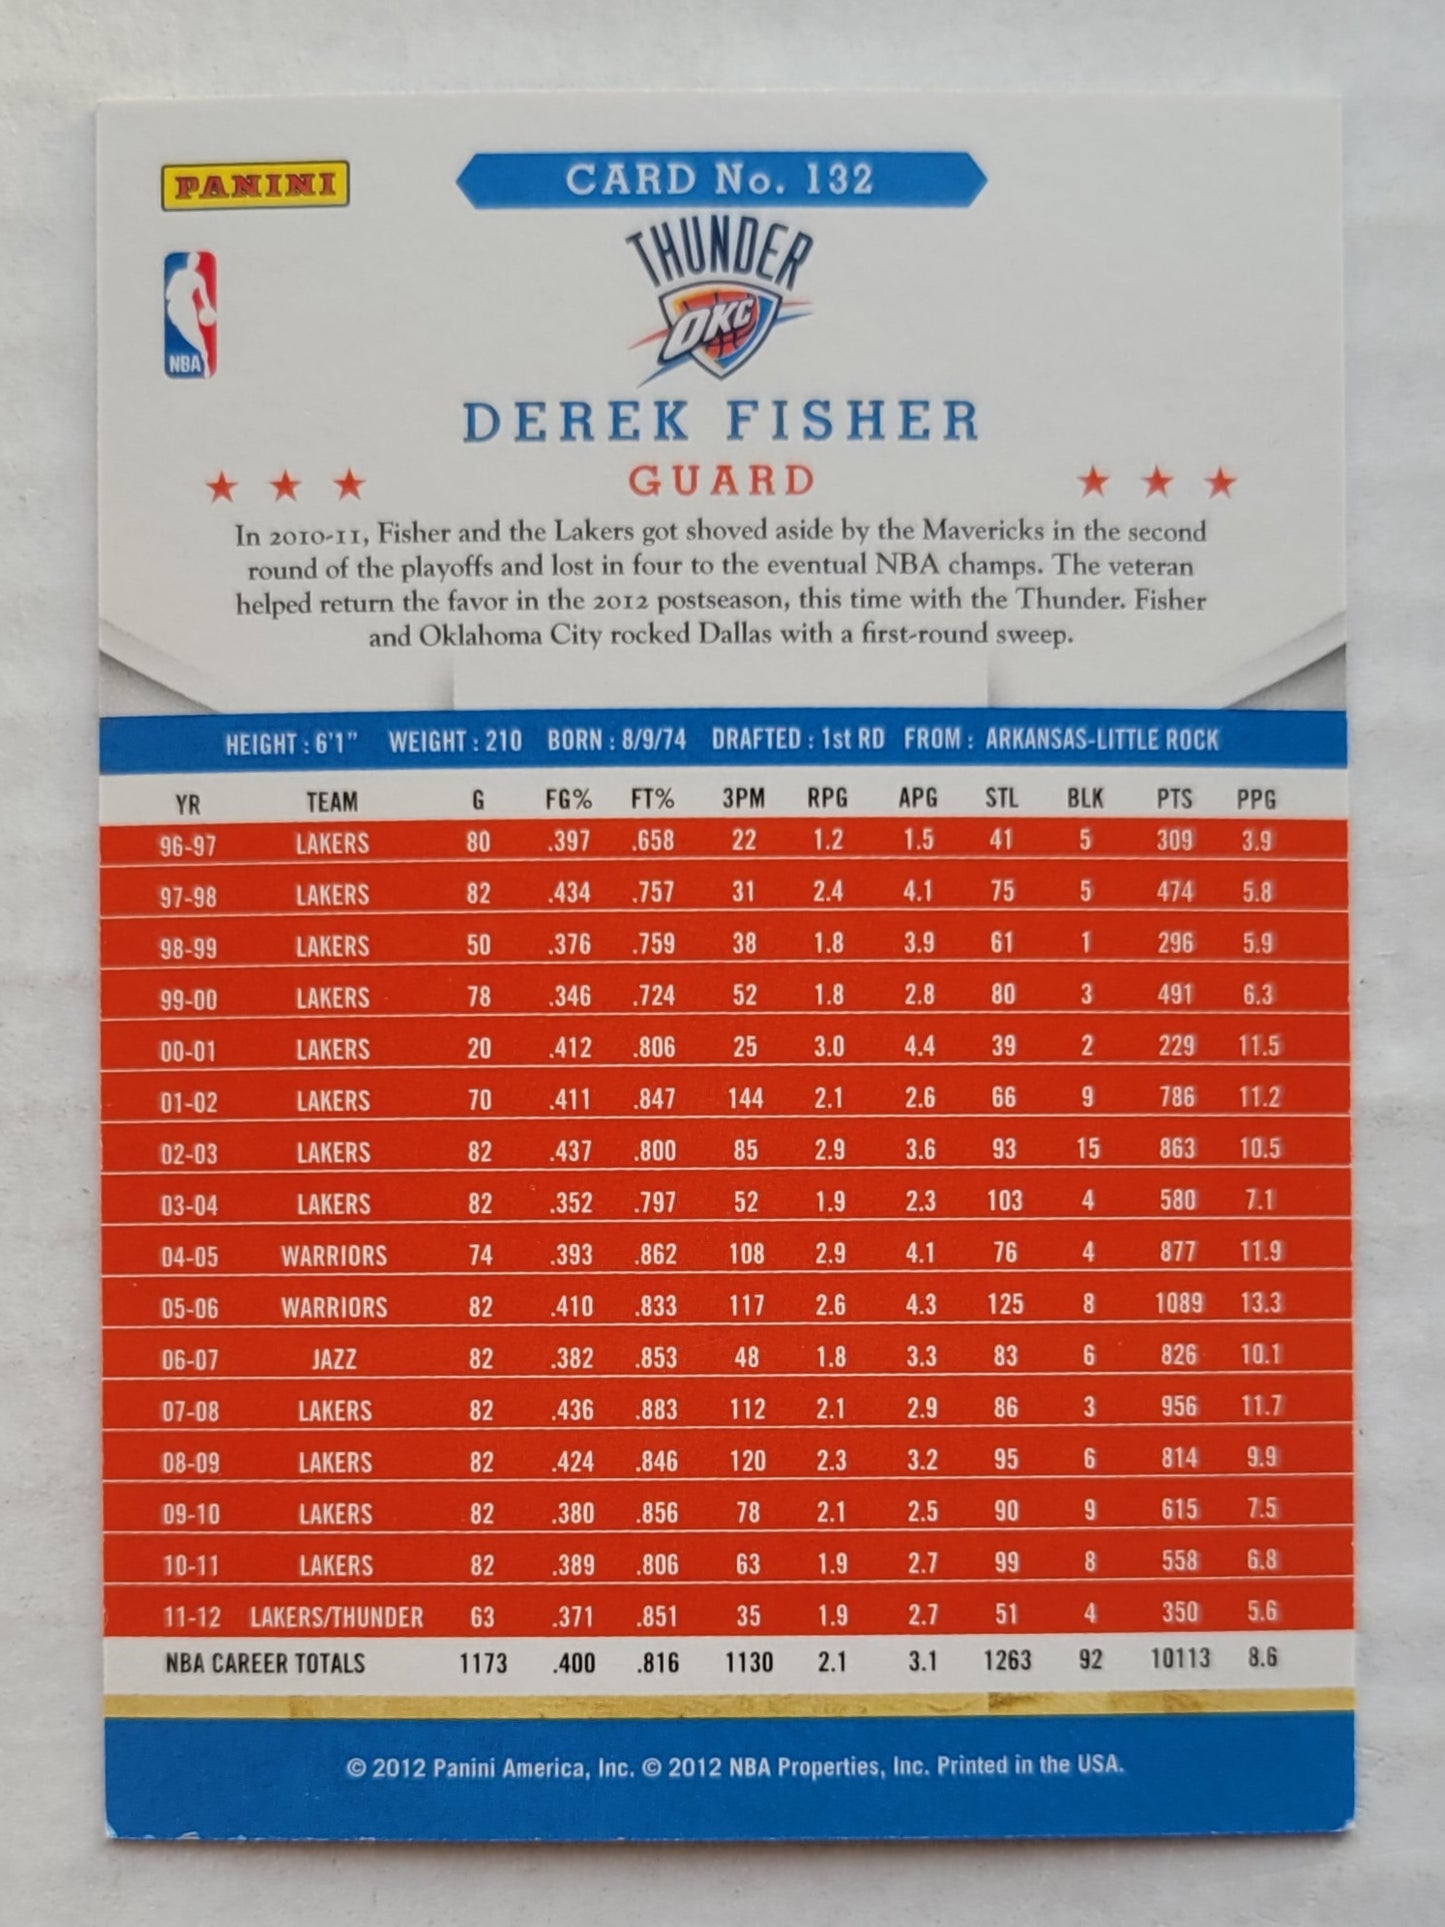 PANINI
CARD No. 132
NBA
THUNDER
OKC
DEREK FISHER
GUARD
In 2010-11, Fisher and the Lakers got shoved aside by the Mavericks in the second
round of the playoffs and lost in four to the eventual NBA champs. The veteran
helped return the favor in the 2012 postseason, this time with the Thunder. Fisher
and Oklahoma City rocked Dallas with a first-round sweep.
HEIGHT : 6'1" WEIGHT : 210 BORN : 8/9/74 DRAFTED : 1st RD FROM : ARKANSAS-LITTLE ROCK
YR TEAM G FG% FT% 3PM RPG APG STL BLK PTS PPG
96-97 LAKERS 80 .397 .658 22 1.2 1.5 41 5 309 3.9
97-98 LAKERS 82 .434 .757 31 2.4 4.1 75 5 474 5.8
98-99 LAKERS 50 .376 .759 38 1.8 3.9 61 1 296 5.9
99-00 LAKERS 78 .346 .724 52 1.8 2.8 80 3 491 6.3
00-01 LAKERS 20 .412 .806 25 3.0 4.4 39 2 229 11.5
01-02 LAKERS 70 .411 .847 144 2.1 2.6 66 9 786 11.2
02-03 LAKERS 82 .437 .800 85 2.9 3.6 93 15 863 10.5
03-04 LAKERS 82 .352 .797 52 1.9 2.3 103 4 580 7.1
04-05 WARRIORS 74 .393 .862 108 2.9 4.1 76 4 877 11.9
05-06 WARRIORS 82 .410 .833 117 2.6 4.3 125 8 1089 13.3
06-07 JAZZ 82 .382 .853 48 1.8 3.3 83 6 826 10.1
07-08 LAKERS 82 .436 .883 112 2.1 2.9 86 3 956 11.7
08-09 LAKERS 82 .424 .846 120 2.3 3.2 95 6 814 9.9
09-10 LAKERS 82 .380 .856 78 2.1 2.5 90 9 615 7.5
10-11 LAKERS 82 .389 .806 63 1.9 2.7 99 8 558 6.8
11-12 LAKERS/THUNDER 63 .371 .851 35 1.9 2.7 51 4 350 5.6
NBA CAREER TOTALS 1173 .400 .816 1130 2.1 3.1 1263 92 10113 8.6
© 2012 Panini America, Inc. © 2012 NBA Properties, Inc. Printed in the USA.